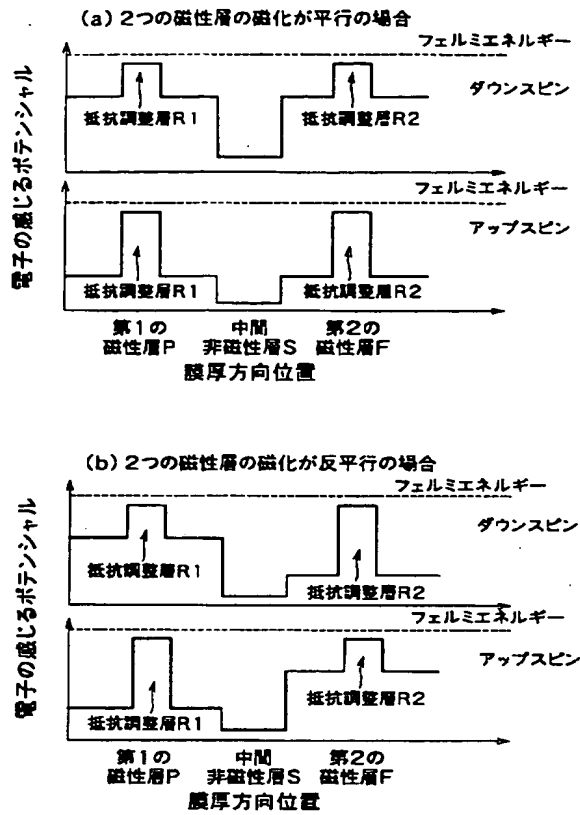 (a) 2つの磁性層の磁化が平行の場合
フェルミエネルギー
ダウンスピン
抵抗調整層R1
抵抗調整層R2
フェルミエネルギー
アップスピン
抵抗調整層R1
抵抗調整層R2
電子の感じるポテンシャル
第1の
磁性層P
中間
非磁性層S
第2の
磁性層F
膜厚方向位置
(b) 2つの磁性層の磁化が反平行の場合
フェルミエネルギー
ダウンスピン
抵抗調整層R1
抵抗調整層R2
フェルミエネルギー
アップスピン
抵抗調整層R1
抵抗調整層R2
電子の感じるポテンシャル
第1の
磁性層P
中間
非磁性層S
第2の
磁性層F
膜厚方向位置